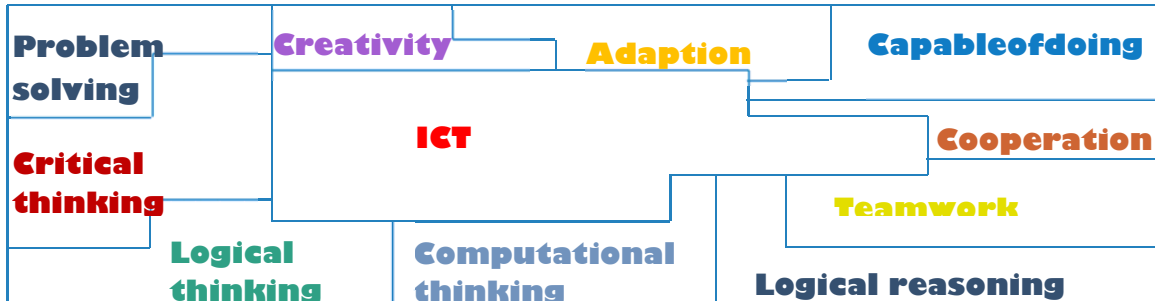 Problem
solving
Creativity
Adaption
Capableofdoing
ICT
Critical
thinking
Cooperation
Teamwork
Logical
thinking
Computational
thinking
Logical reasoning